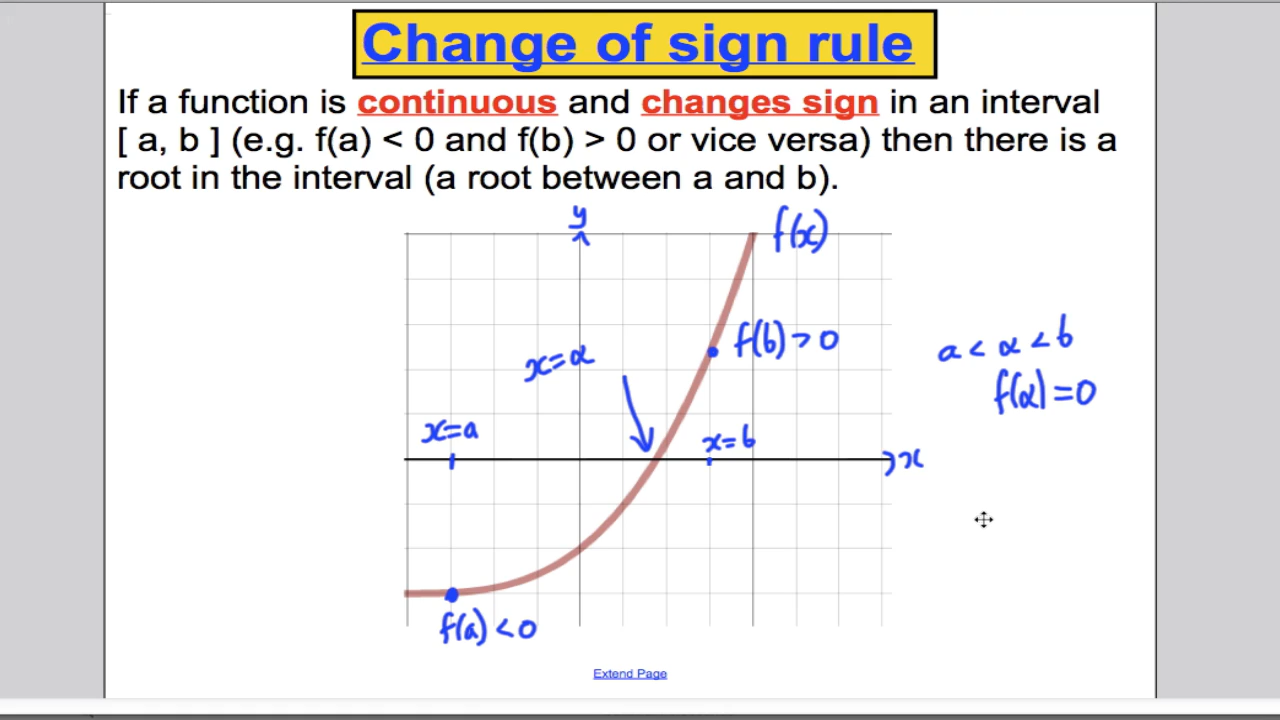 Change of sign rule
If a function is continuous and changes sign in an interval
[ a, b ] (e.g. f(a) < 0 and f(b) > 0 or vice versa) then there is a
root in the interval (a root between a and b).
y
f(x)
f(b) > 0
x=α
a < α < b
f(α) = 0
x=a
x=b
x
f(a) < 0
Extend Page